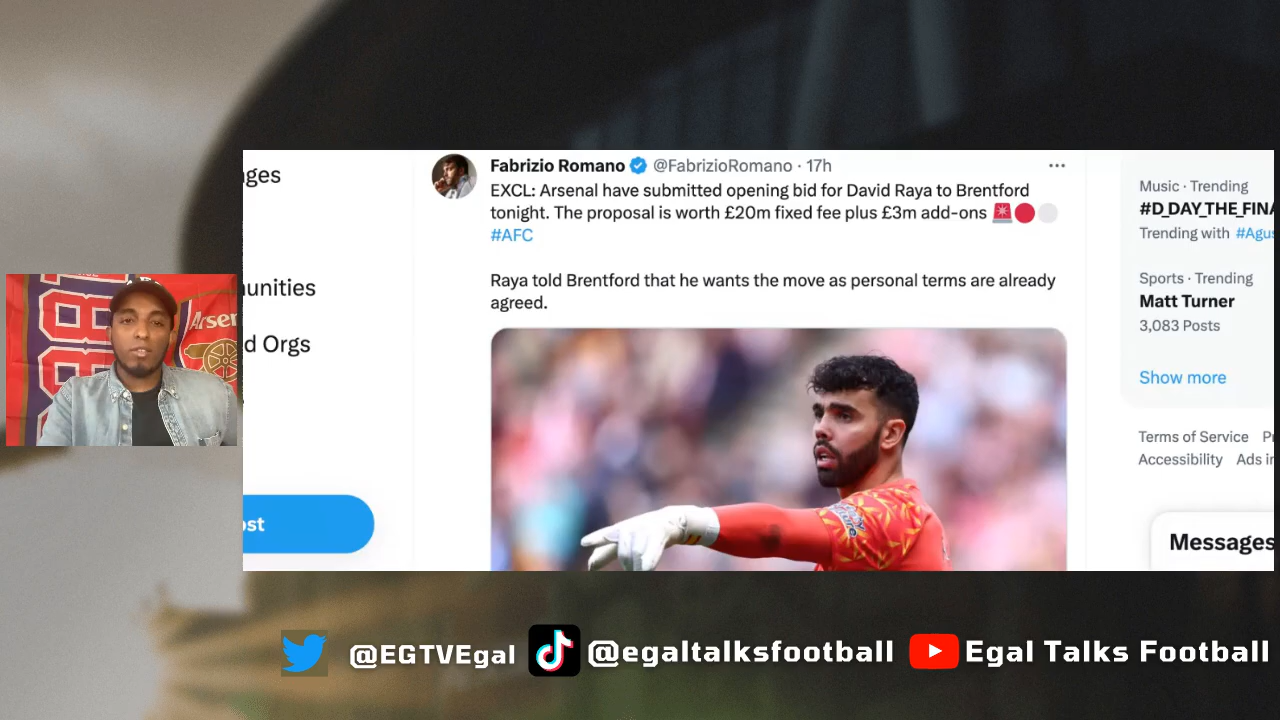 ges
unities
d Orgs
ost
Fabrizio Romano @FabrizioRomano · 17h
EXCL: Arsenal have submitted opening bid for David Raya to Brentford
tonight. The proposal is worth £20m fixed fee plus £3m add-ons
#AFC
Raya told Brentford that he wants the move as personal terms are already
agreed.
Music · Trending
#D_DAY_THE_FINA
Trending with #Agus
Sports · Trending
Matt Turner
3,083 Posts
Show more
Terms of Service
Accessibility Ads in
Messages
Arsen
@EGTVEgal @egaltalksfootball Egal Talks Football